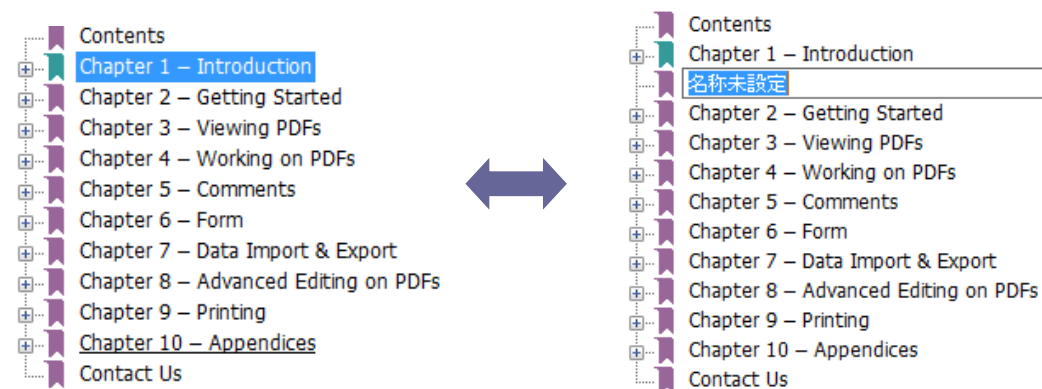 Contents
Chapter 1 – Introduction
Chapter 2 – Getting Started
Chapter 3 – Viewing PDFs
Chapter 4 – Working on PDFs
Chapter 5 – Comments
Chapter 6 – Form
Chapter 7 – Data Import & Export
Chapter 8 – Advanced Editing on PDFs
Chapter 9 – Printing
Chapter 10 – Appendices
Contact Us
Contents
Chapter 1 – Introduction
名称未設定
Chapter 2 – Getting Started
Chapter 3 – Viewing PDFs
Chapter 4 – Working on PDFs
Chapter 5 – Comments
Chapter 6 – Form
Chapter 7 – Data Import & Export
Chapter 8 – Advanced Editing on PDFs
Chapter 9 – Printing
Chapter 10 – Appendices
Contact Us